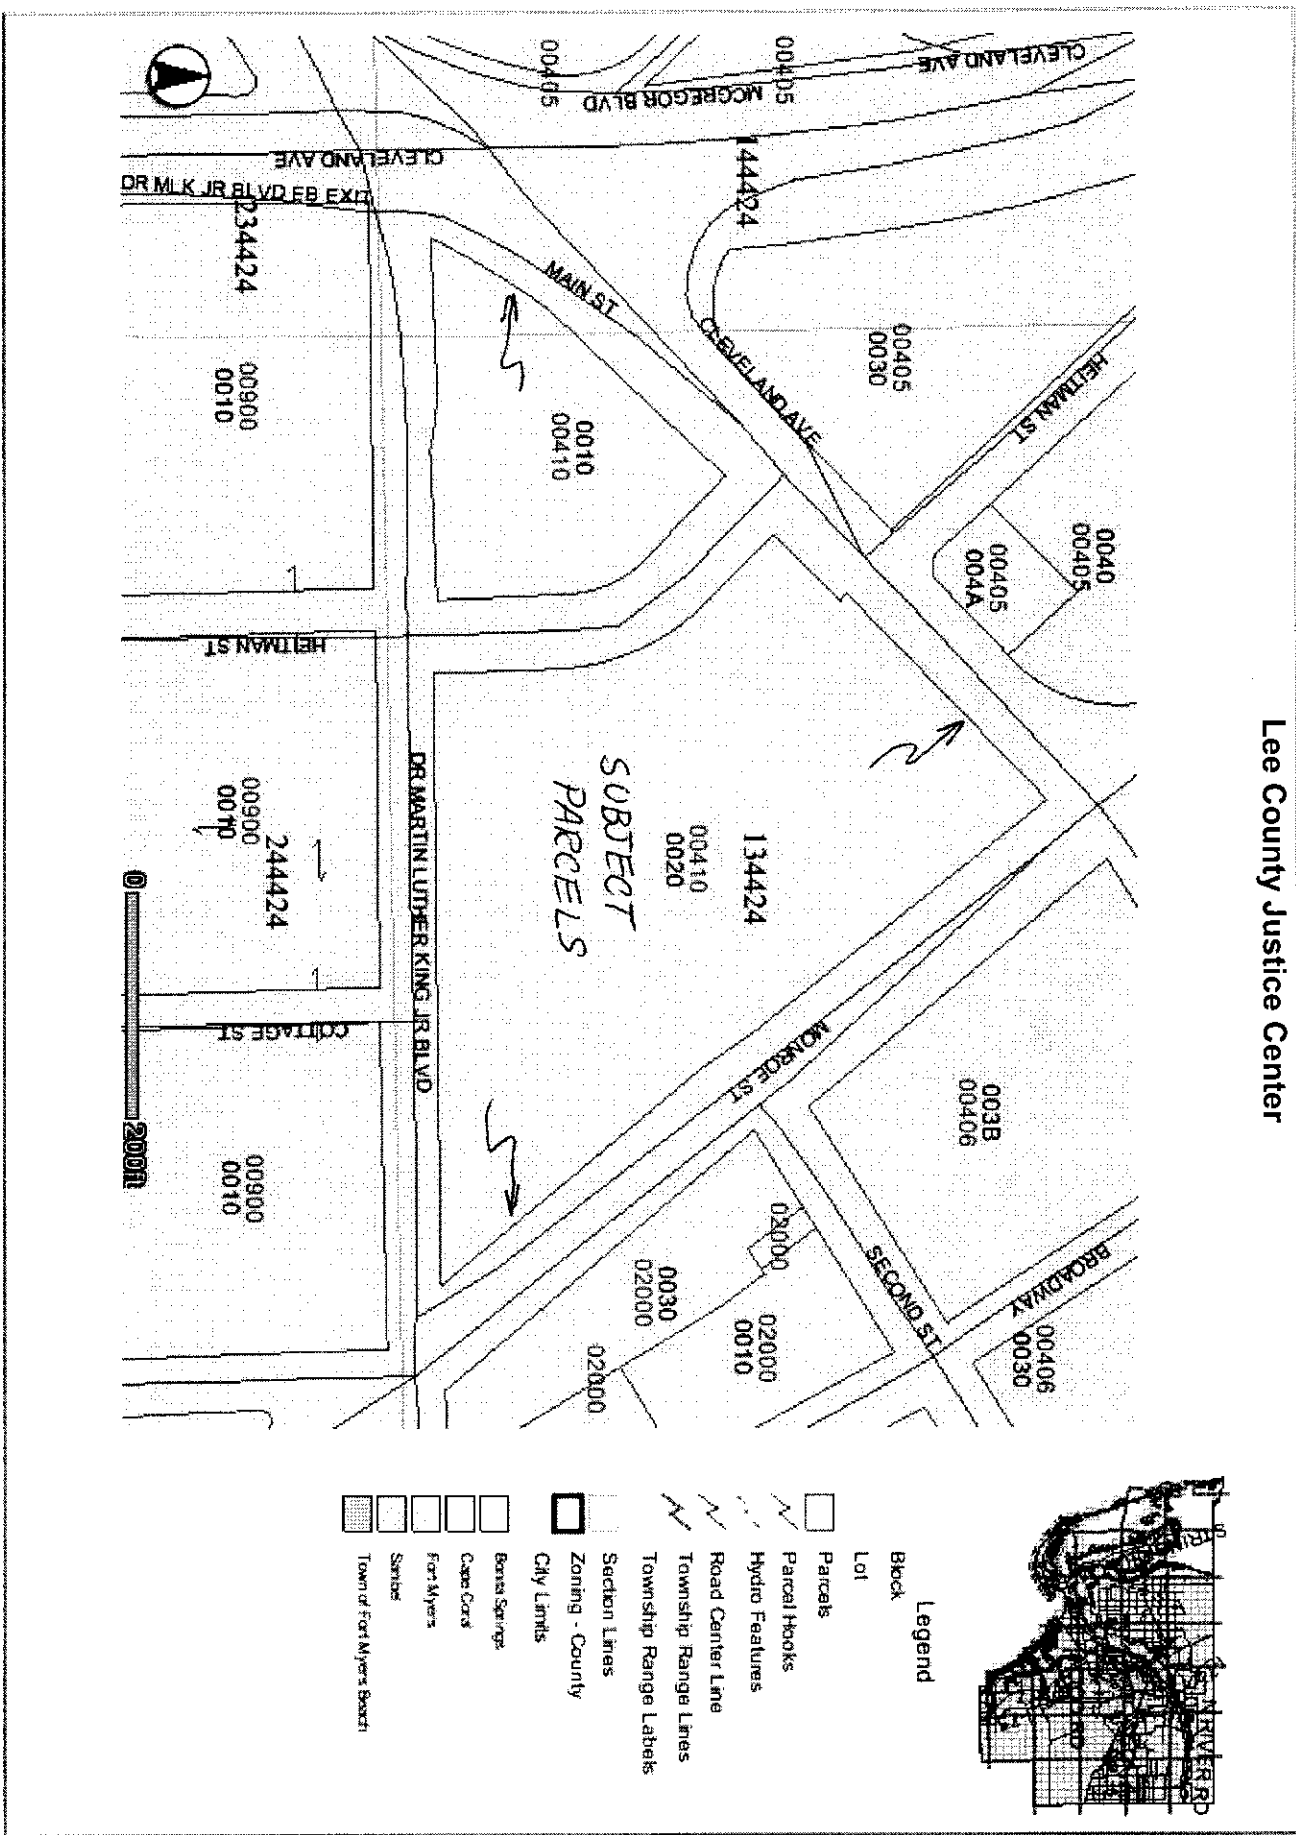 Lee County Justice Center
00405
00405
CLEVELAND AVE
MCGREGOR BLVD
CLEVELAND AVE
DR MLK JR BLVD EB EXIT
144424
234424
MAIN ST
CLEVELAND AVE
00405
0030
HEITMAN ST
00900
0010
0010
00410
0040
00405
00405
004A
HEITMAN ST
SUBJECT
PARCELS
134424
00410
0020
DR MARTIN LUTHER KING JR BLVD
00900
0010
244424
COTTAGE ST
MONROE ST
003B
00406
00900
0010
02000
SECOND ST
BROADWAY
0030
02000
02000
0010
00406
0030
02000
0
200ft
N RIVER RD
Legend
Block
Lot
Parcels
Parcel Hooks
Hydro Features
Road Center Line
Township Range Lines
Township Range Labels
Section Lines
Zoning - County
City Limits
Bonita Springs
Cape Coral
Fort Myers
Sanibel
Town of Fort Myers Beach